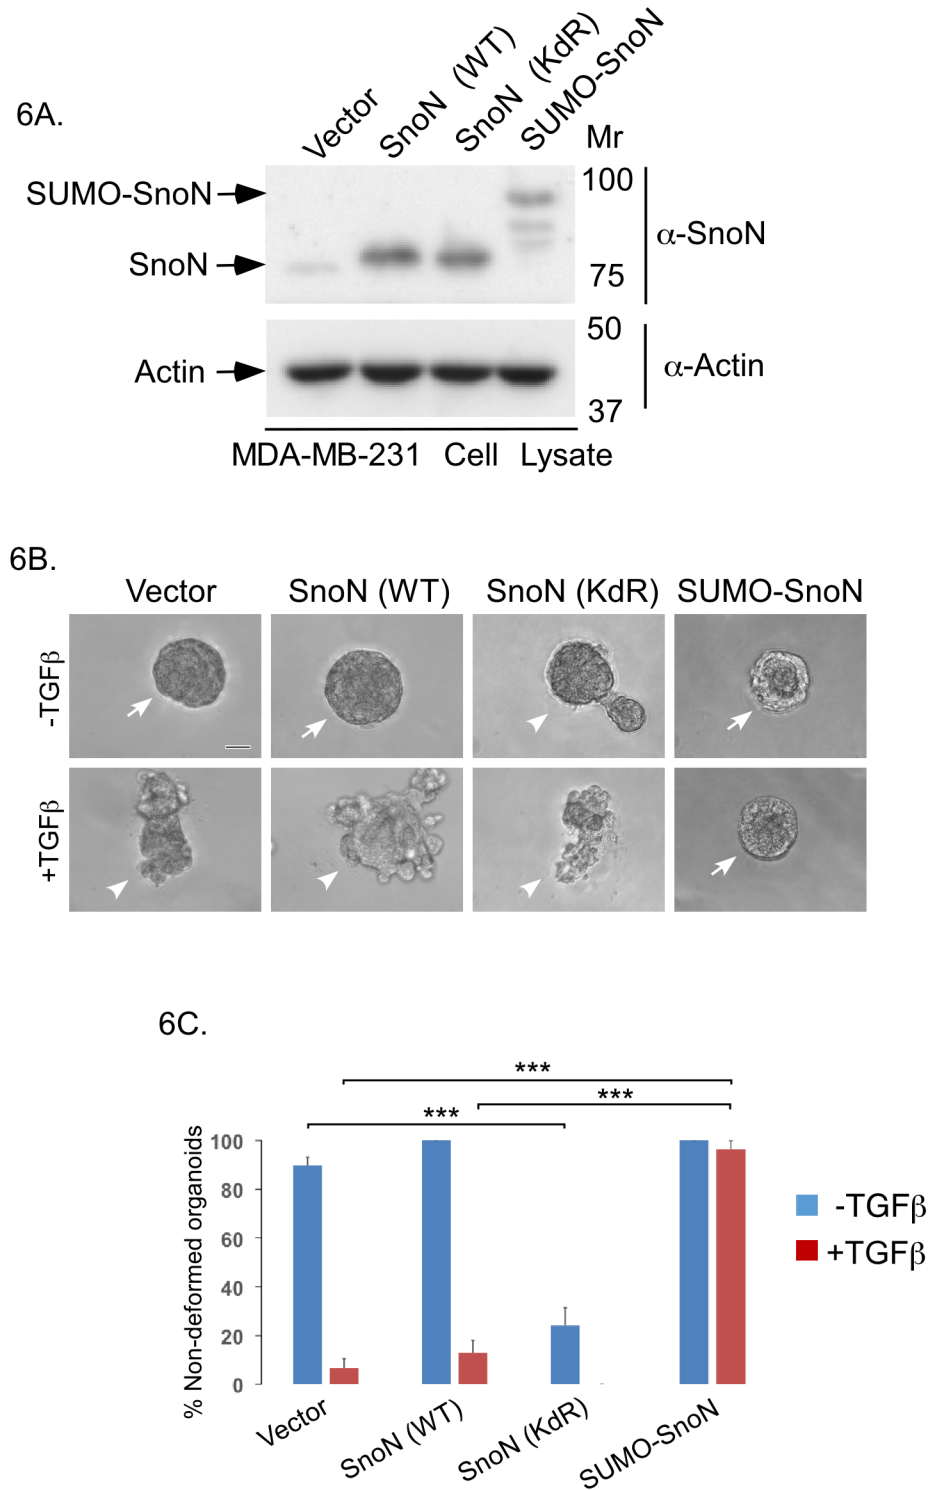 6A.
Vector
SnoN (WT)
SnoN (KdR)
SUMO-SnoN
Mr
SUMO-SnoN
100
α-SnoN
SnoN
75
50
Actin
α-Actin
37
MDA-MB-231 Cell Lysate
6B.
Vector SnoN (WT) SnoN (KdR) SUMO-SnoN
-TGFβ
+TGFβ
6C.
***
***
***
% Non-deformed organoids
100
80
60
40
20
0
-TGFβ
+TGFβ
Vector
SnoN (WT)
SnoN (KdR)
SUMO-SnoN